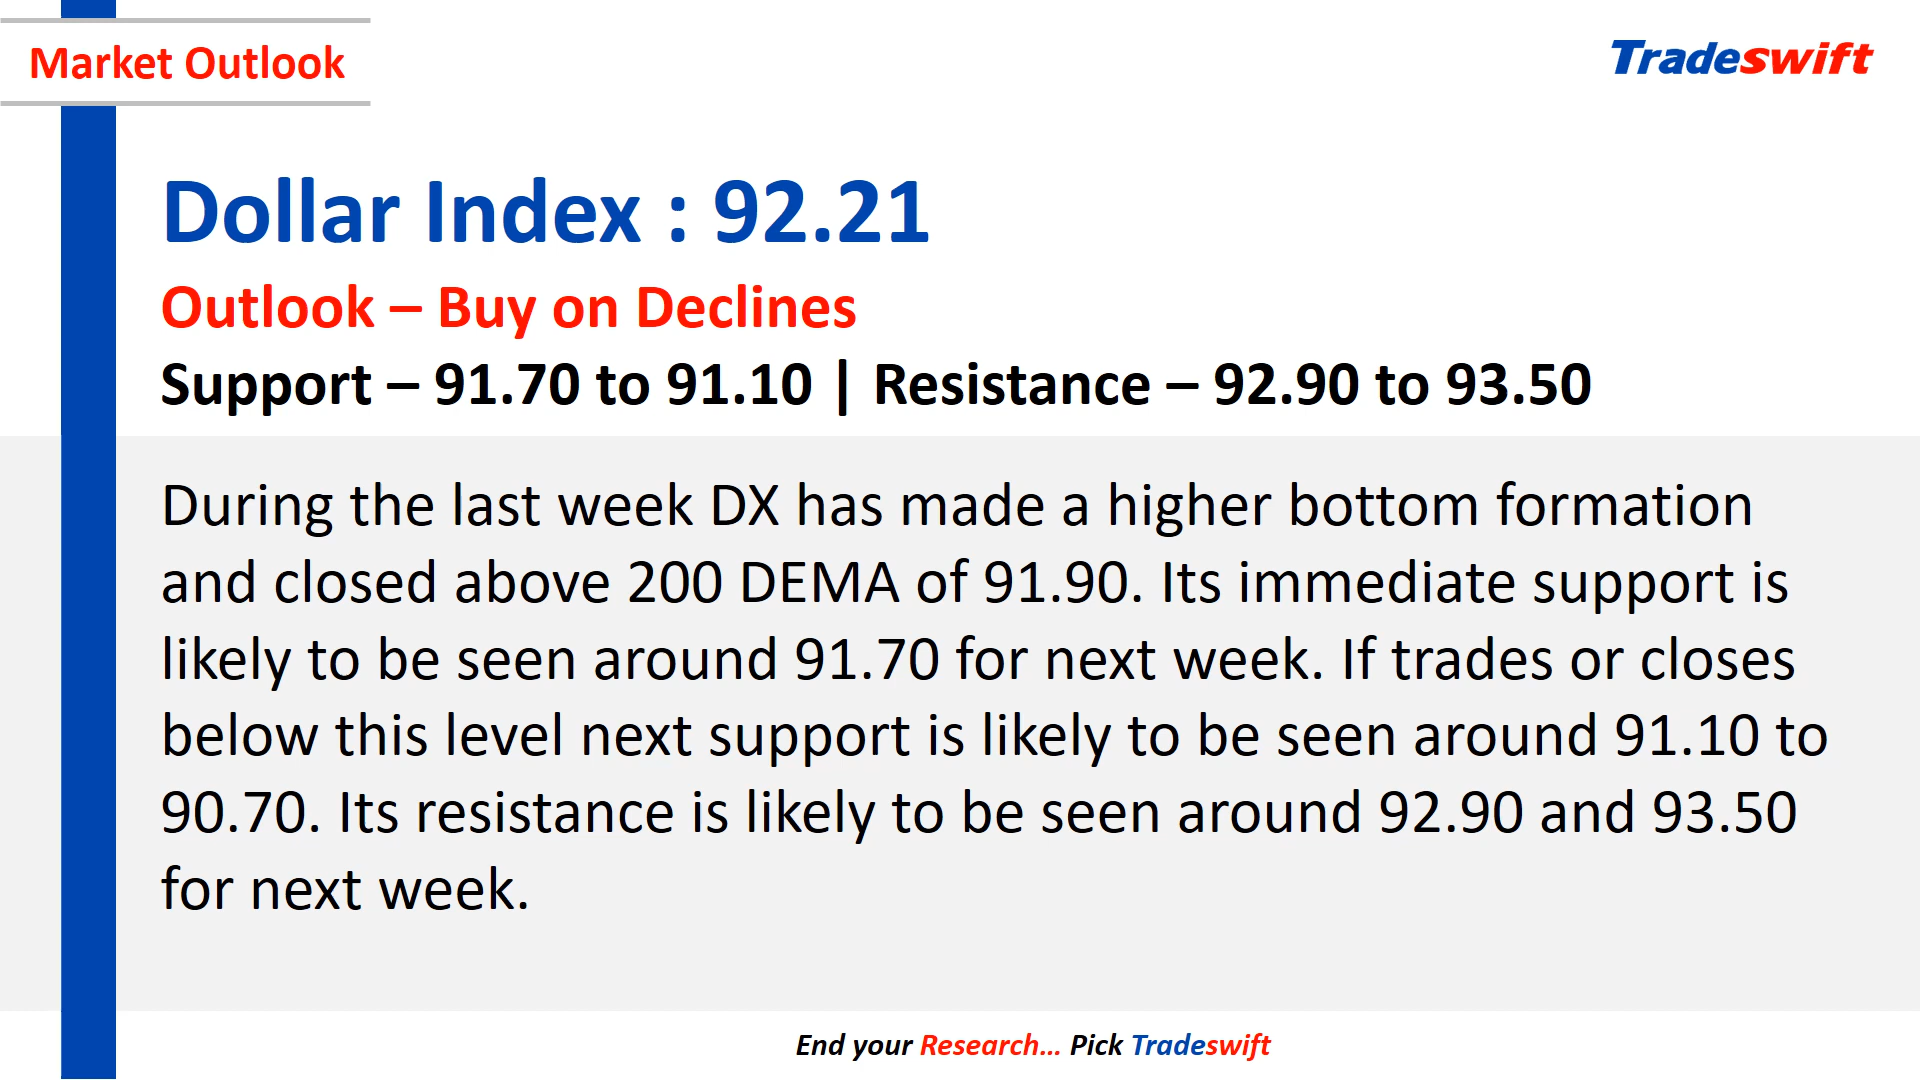 Market Outlook
Tradeswift
Dollar Index : 92.21
Outlook – Buy on Declines
Support – 91.70 to 91.10 | Resistance – 92.90 to 93.50
During the last week DX has made a higher bottom formation
and closed above 200 DEMA of 91.90. Its immediate support is
likely to be seen around 91.70 for next week. If trades or closes
below this level next support is likely to be seen around 91.10 to
90.70. Its resistance is likely to be seen around 92.90 and 93.50
for next week.
End your Research... Pick Tradeswift